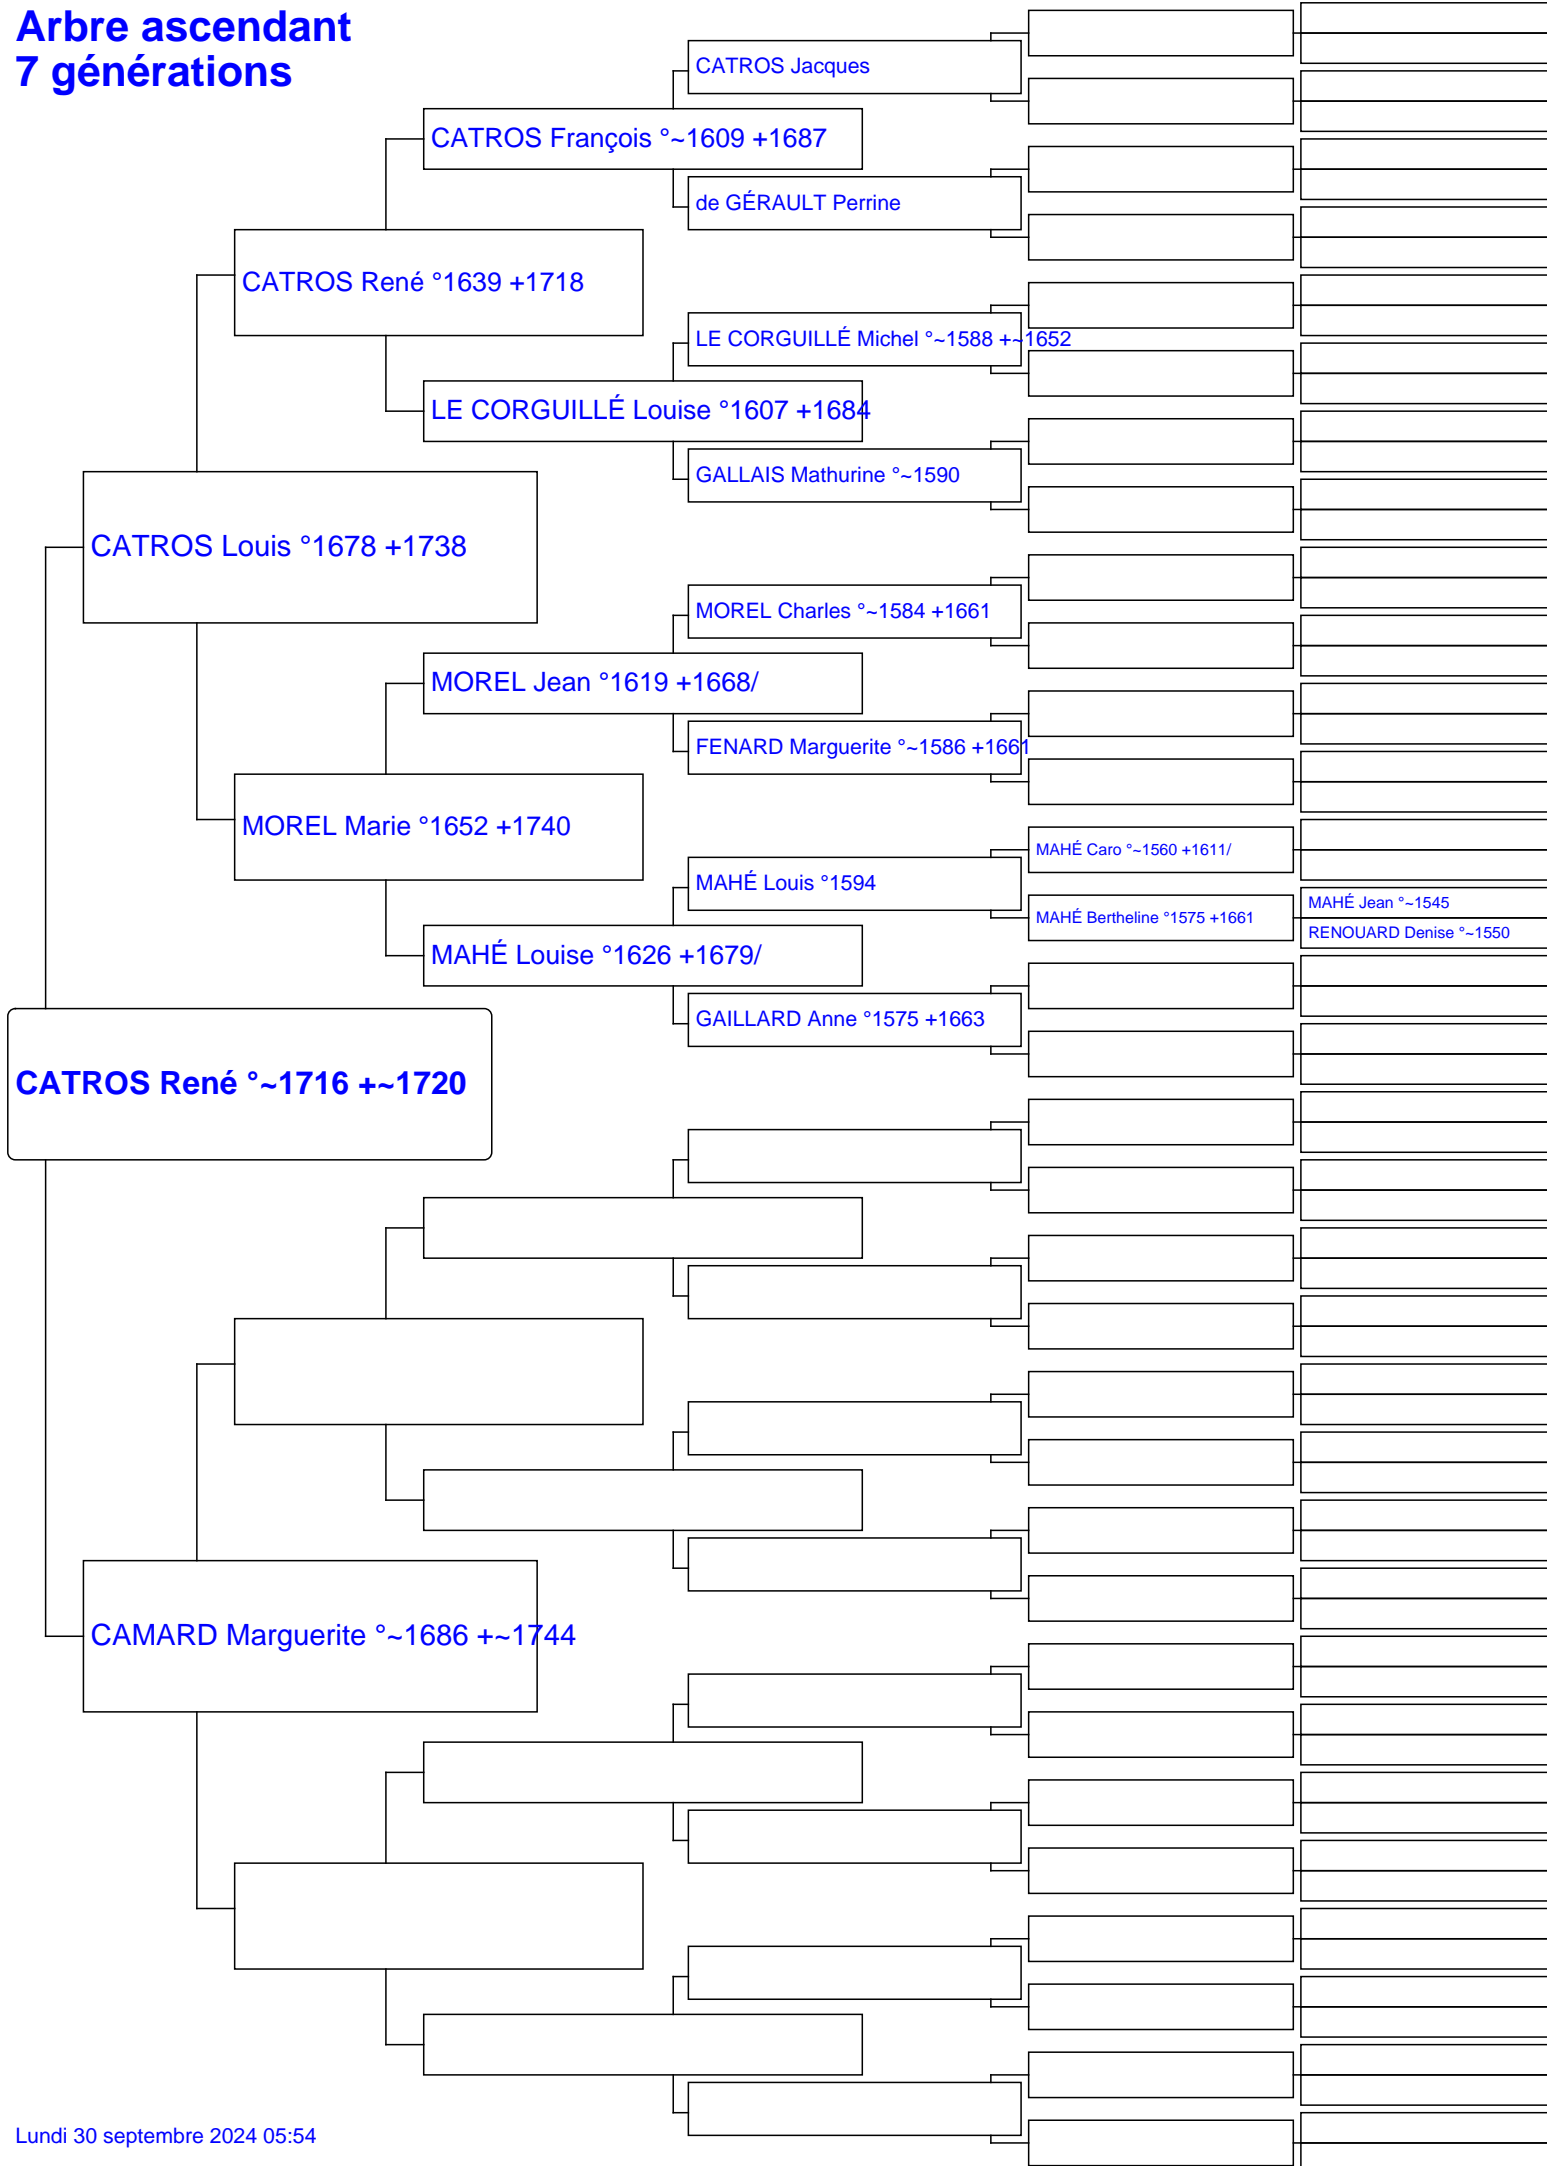 Arbre ascendant
7 générations
CATROS Jacques
CATROS François °~1609 +1687
de GÉRAULT Perrine
CATROS René °1639 +1718
LE CORGUILLÉ Michel °~1588 +~1652
LE CORGUILLÉ Louise °1607 +1684
GALLAIS Mathurine °~1590
CATROS Louis °1678 +1738
MOREL Charles °~1584 +1661
MOREL Jean °1619 +1668/
FENARD Marguerite °~1586 +1661
MOREL Marie °1652 +1740
MAHÉ Caro °~1560 +1611/
MAHÉ Louis °1594
MAHÉ Jean °~1545
MAHÉ Bertheline °1575 +1661
RENOUARD Denise °~1550
MAHÉ Louise °1626 +1679/
GAILLARD Anne °1575 +1663
CATROS René °~1716 +~1720
CAMARD Marguerite °~1686 +~1744
Lundi 30 septembre 2024 05:54